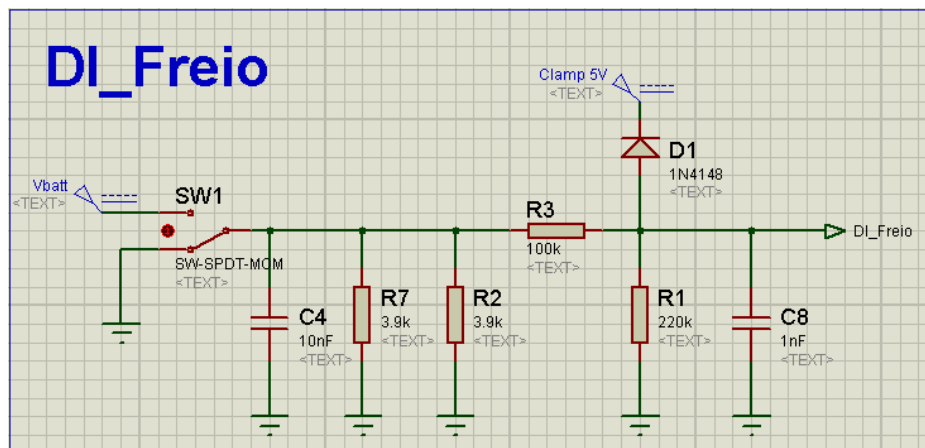 DI_Freio
Clamp 5V
<TEXT>
D1
1N4148
<TEXT>
Vbatt
<TEXT>
SW1
SW-SPDT-MOM
<TEXT>
R3
100k
<TEXT>
DI_Freio
C4
10nF
<TEXT>
R7
3.9k
<TEXT>
R2
3.9k
<TEXT>
R1
220k
<TEXT>
C8
1nF
<TEXT>